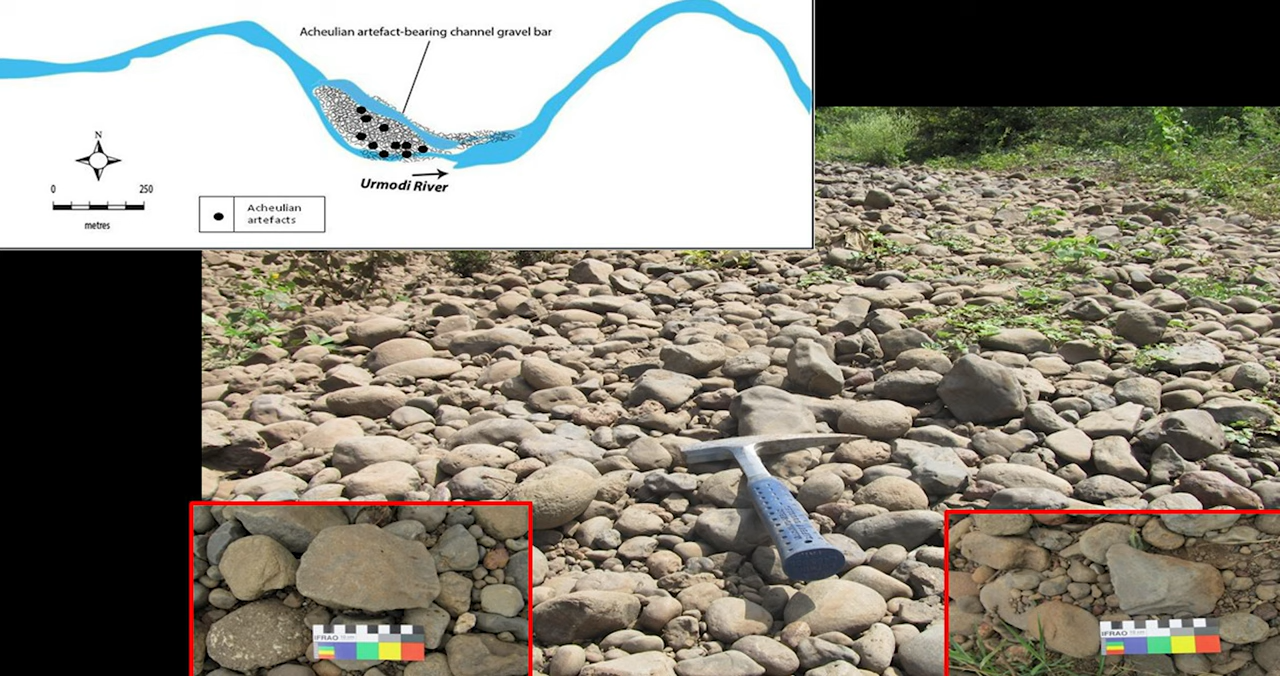 Acheulian artefact-bearing channel gravel bar
N
0 250
metres
Acheulian
artefacts
Urmodi River
IFRAO
IFRAO